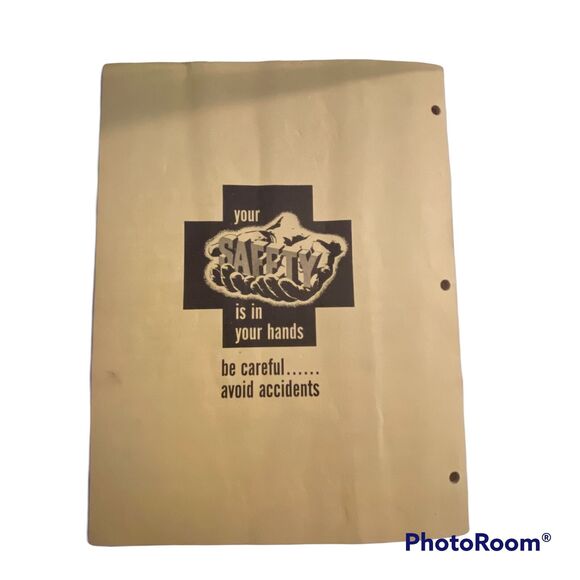 your
SAFETY
is in
your hands
be careful......
avoid accidents
PhotoRoom®